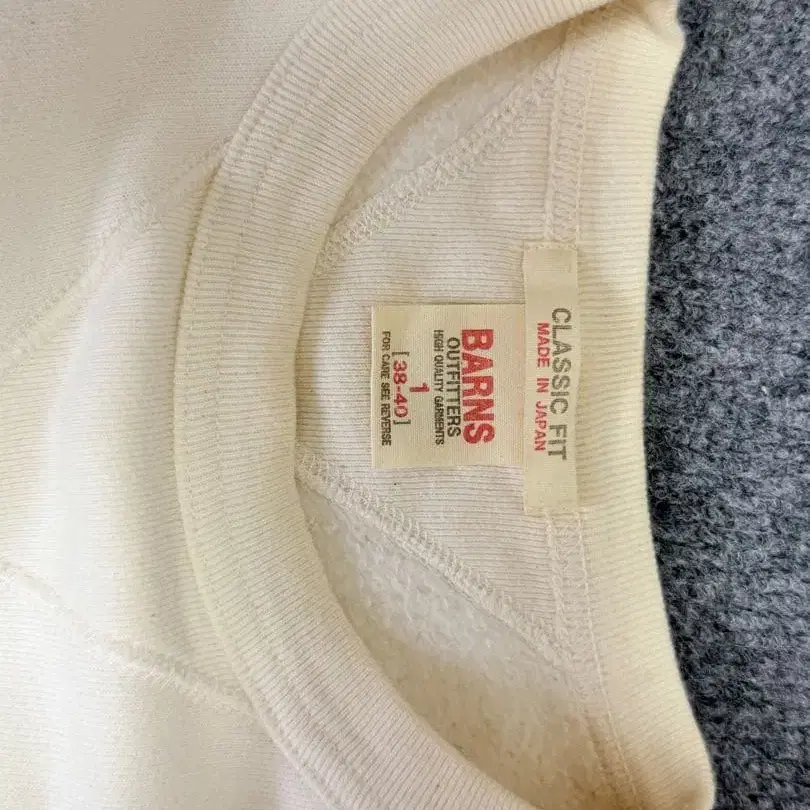 CLASSIC FIT
MADE IN JAPAN
BARNS
OUTFITTERS
HIGH QUALITY GARMENTS
1
[38-40]
FOR CARE SEE REVERSE